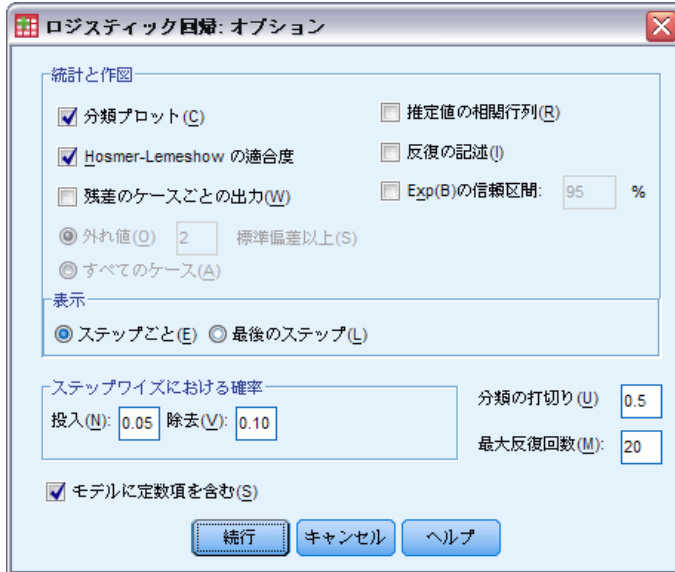 ロジスティック回帰: オプション
統計と作図
分類プロット(C)
推定値の相関行列(R)
Hosmer-Lemeshow の適合度
反復の記述(I)
残差のケースごとの出力(W)
Exp(B)の信頼区間: 95 %
外れ値(O) 2 標準偏差以上(S)
すべてのケース(A)
表示
ステップごと(E) 最後のステップ(L)
ステップワイズにおける確率
投入(N): 0.05 除去(V): 0.10
分類の打切り(U) 0.5
最大反復回数(M): 20
モデルに定数項を含む(S)
続行 キャンセル ヘルプ